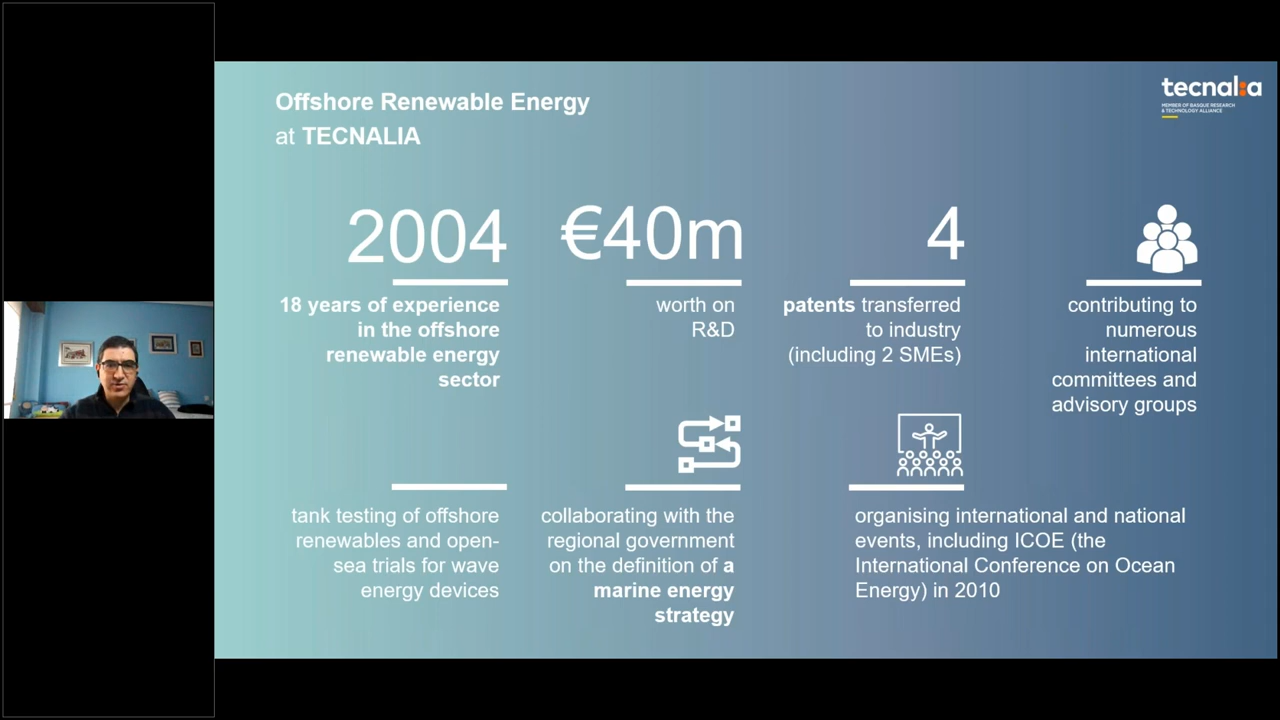 Offshore Renewable Energy
at TECNALIA
tecnal:a
MEMBER OF BASQUE RESEARCH
& TECHNOLOGY ALLIANCE
2004
18 years of experience
in the offshore
renewable energy
sector
€40m
worth on
R&D
4
patents transferred
to industry
(including 2 SMEs)
contributing to
numerous
international
committees and
advisory groups
tank testing of offshore
renewables and open-
sea trials for wave
energy devices
collaborating with the
regional government
on the definition of a
marine energy
strategy
organising international and national
events, including ICOE (the
International Conference on Ocean
Energy) in 2010